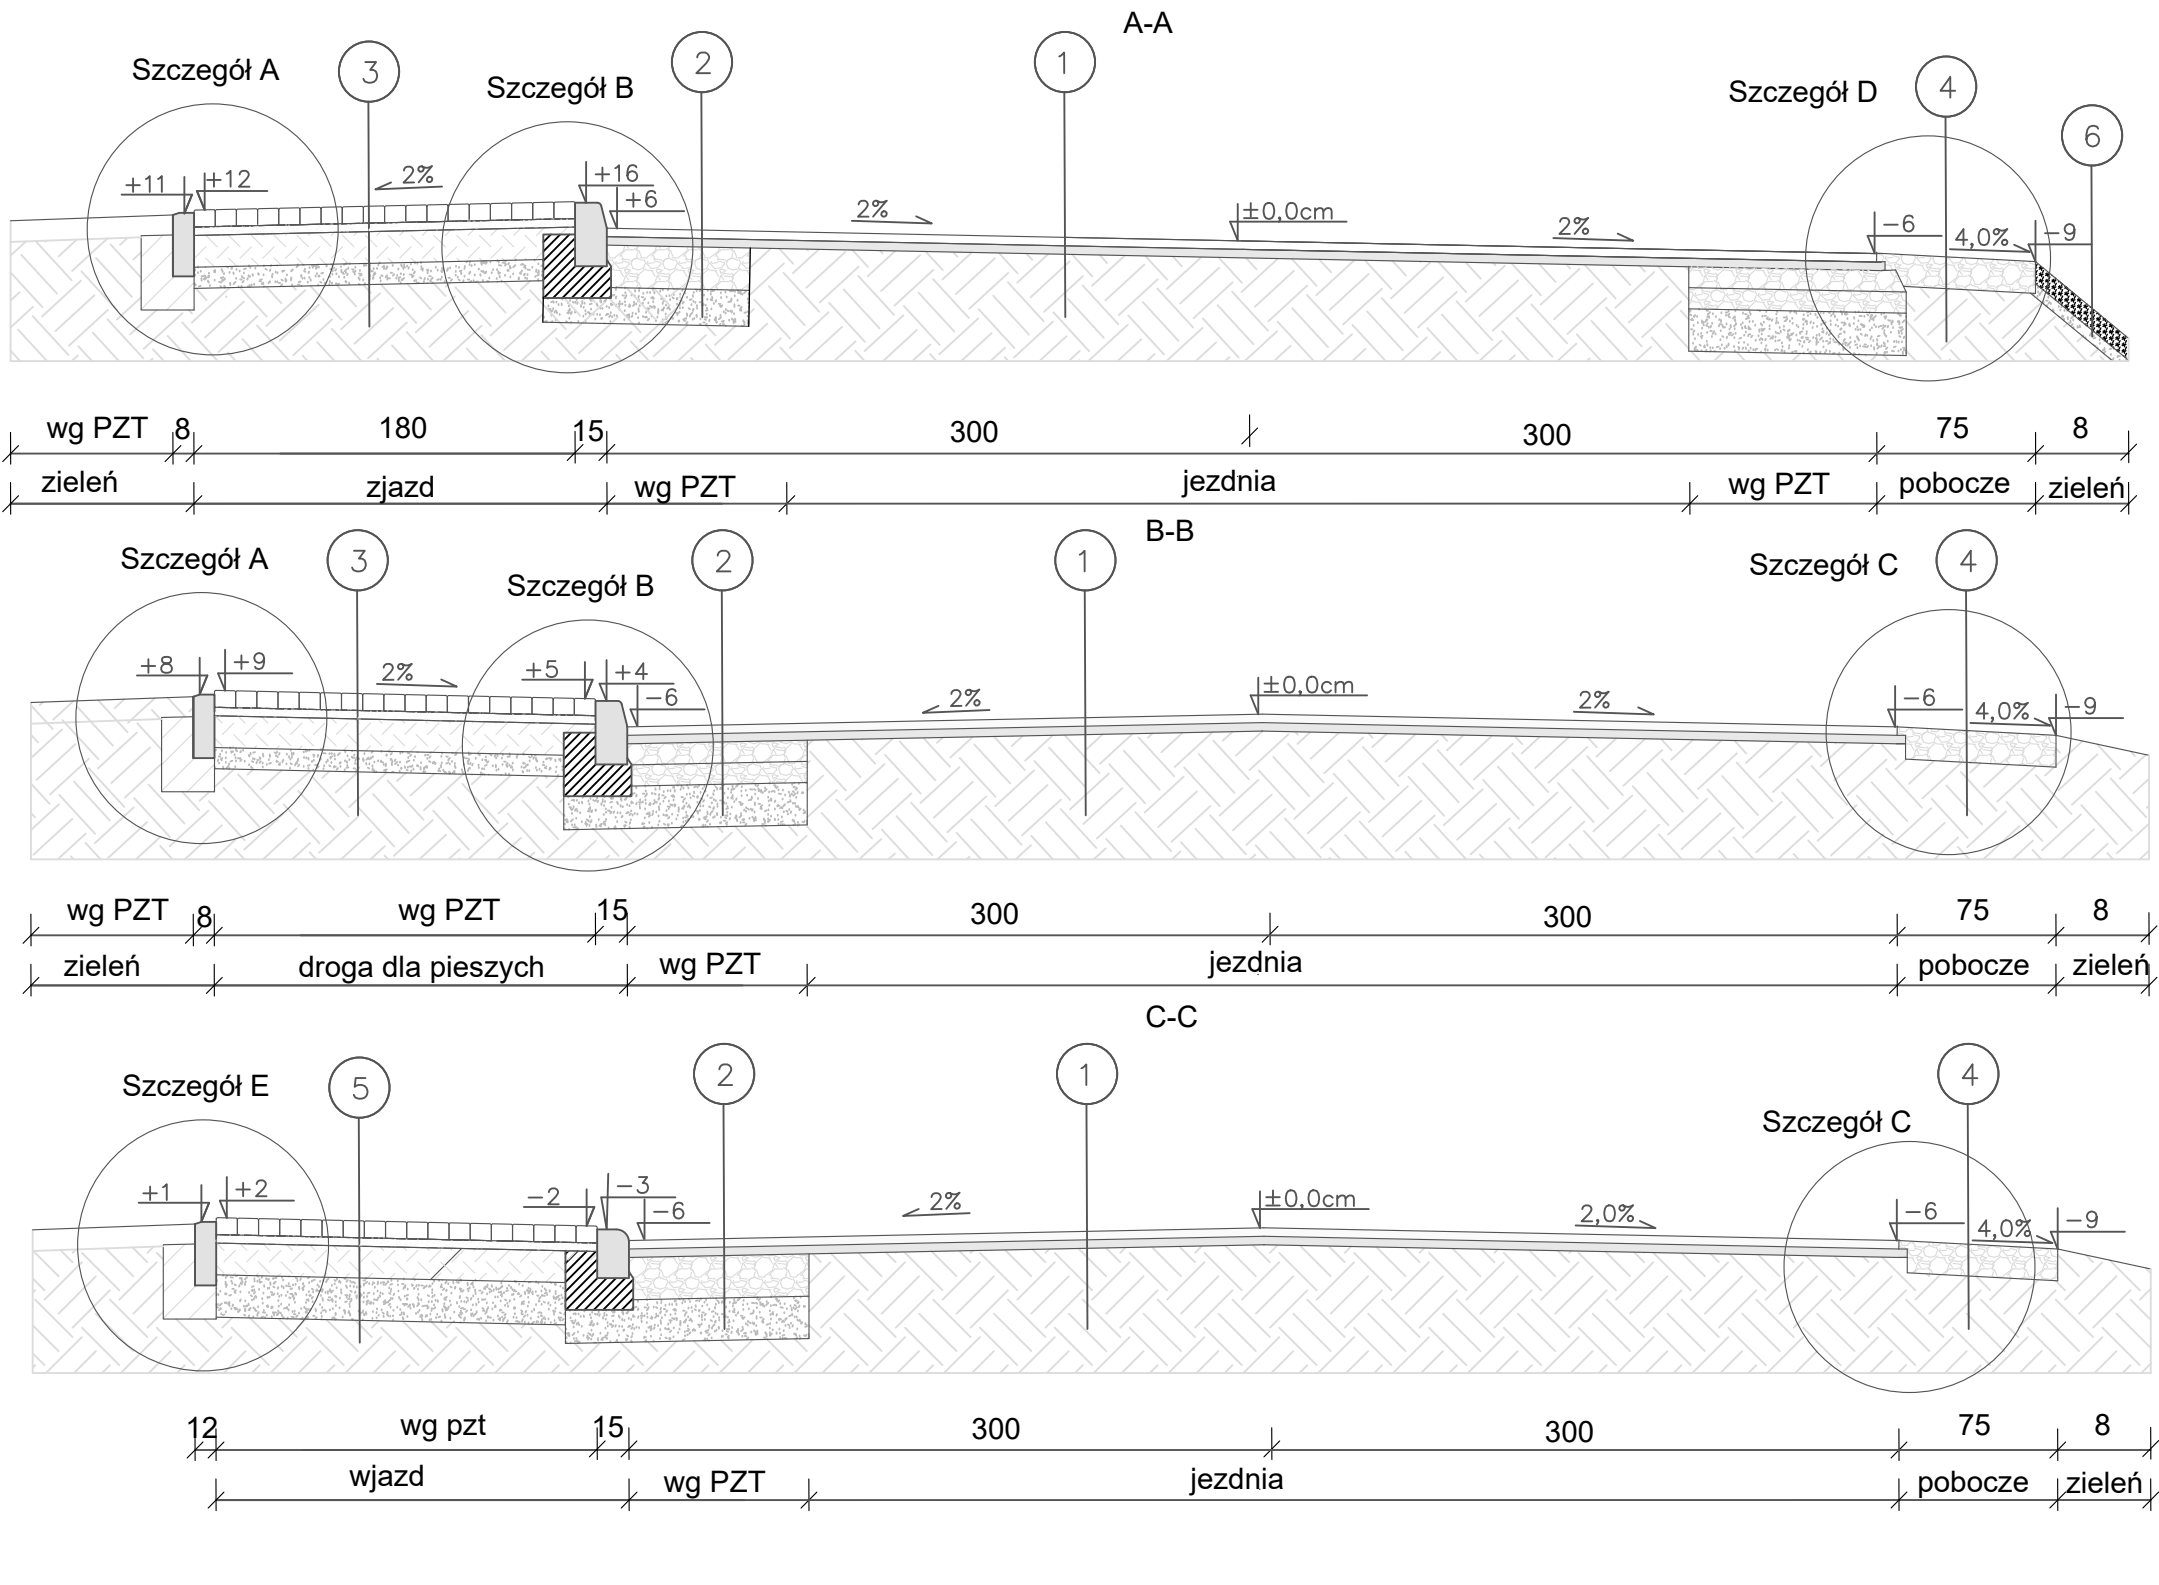 A-A
Szczegół A
3
Szczegół B
2
1
Szczegół D
4
6
+11
+12
2%
+16
+6
2%
±0,0cm
2%
-6
4,0%
-9
wg PZT
8
180
15
300
300
75
8
zieleń
zjazd
wg PZT
jezdnia
wg PZT
pobocze
zieleń
B-B
Szczegół A
3
Szczegół B
2
1
Szczegół C
4
+8
+9
2%
+5
+4
-6
2%
±0,0cm
2%
-6
4,0%
-9
wg PZT
8
wg PZT
15
300
300
75
8
zieleń
droga dla pieszych
wg PZT
jezdnia
pobocze
zieleń
C-C
Szczegół E
5
2
1
Szczegół C
4
+1
+2
-2
-3
-6
2%
±0,0cm
2,0%
-6
4,0%
-9
12
wg pzt
15
300
300
75
8
wjazd
wg PZT
jezdnia
pobocze
zieleń